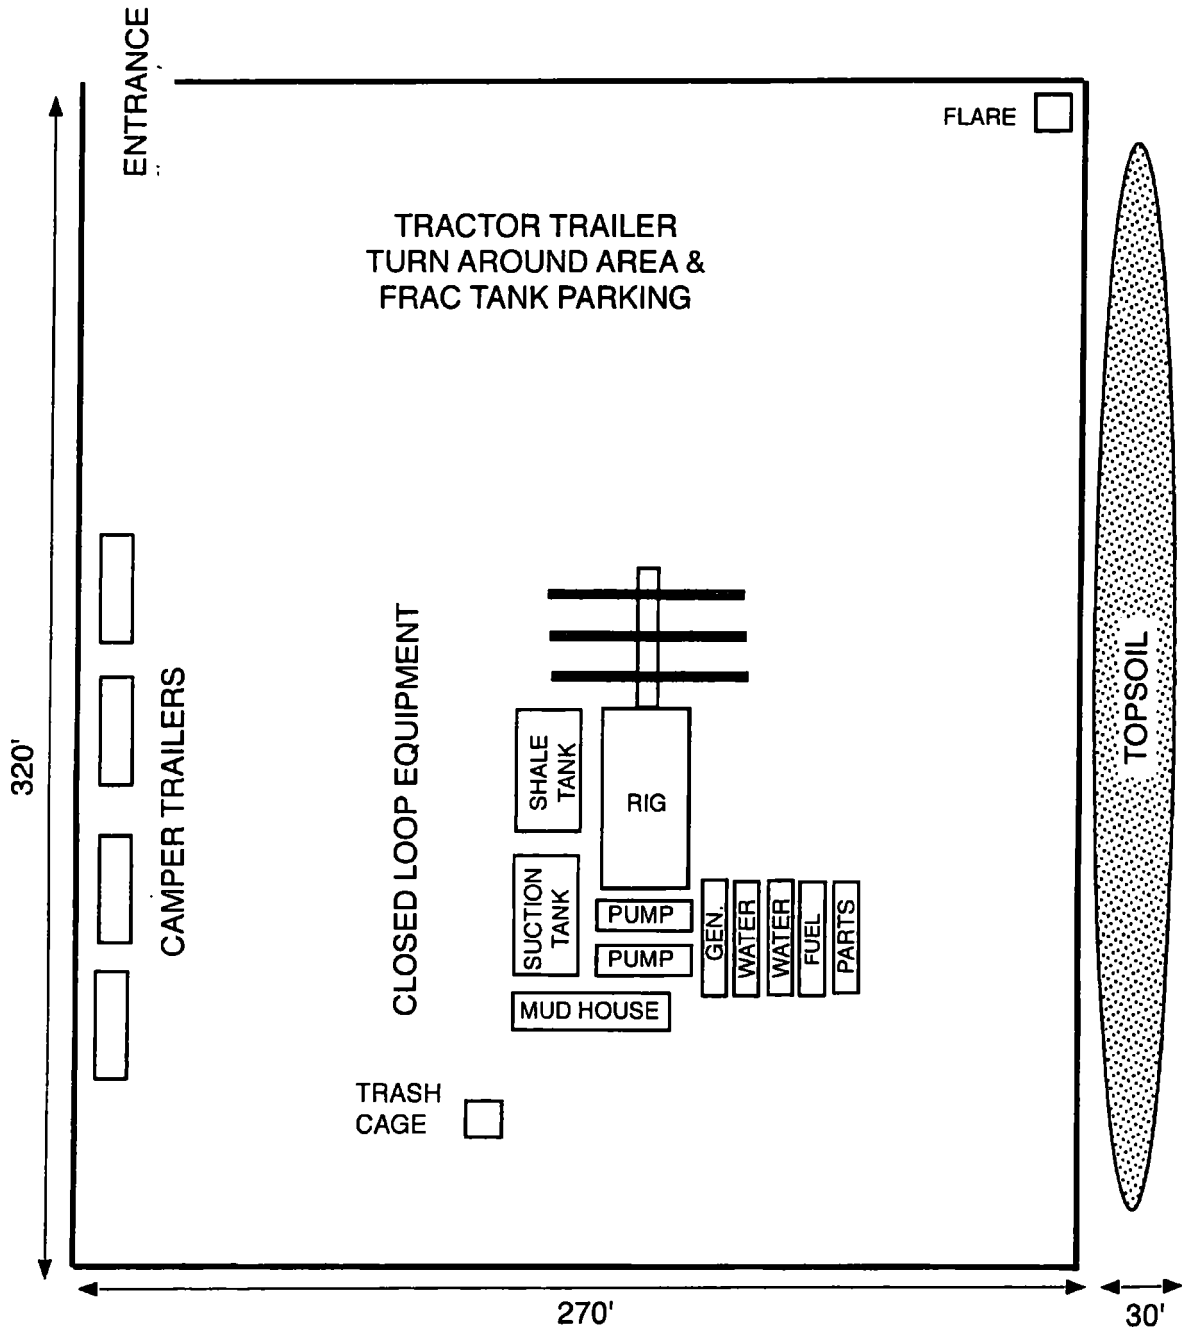 ENTRANCE
FLARE
TRACTOR TRAILER
TURN AROUND AREA &
FRAC TANK PARKING
320'
CAMPER TRAILERS
CLOSED LOOP EQUIPMENT
SHALE
TANK
RIG
SUCTION
TANK
PUMP
PUMP
GEN.
WATER
WATER
FUEL
PARTS
MUD HOUSE
TRASH
CAGE
TOPSOIL
270'
30'